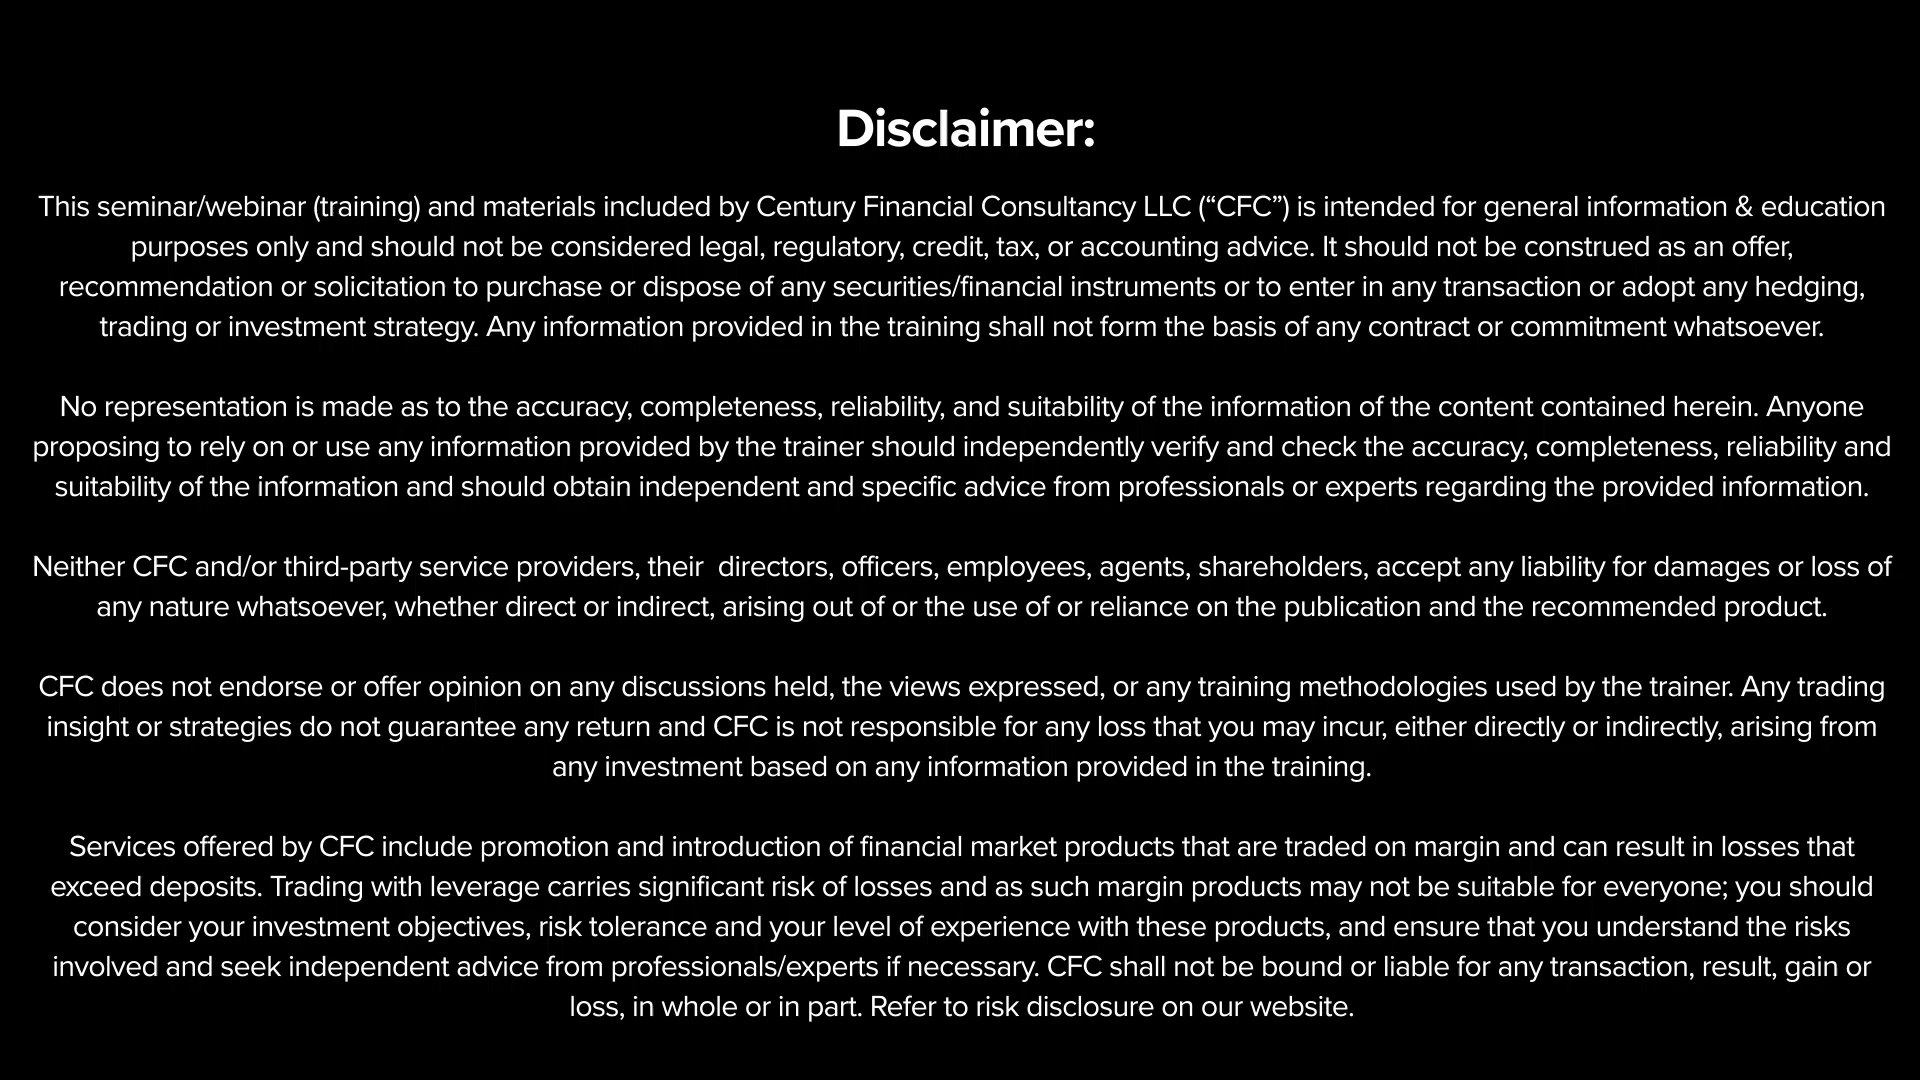 Disclaimer:
This seminar/webinar (training) and materials included by Century Financial Consultancy LLC (“CFC”) is intended for general information & education
purposes only and should not be considered legal, regulatory, credit, tax, or accounting advice. It should not be construed as an offer,
recommendation or solicitation to purchase or dispose of any securities/financial instruments or to enter in any transaction or adopt any hedging,
trading or investment strategy. Any information provided in the training shall not form the basis of any contract or commitment whatsoever.
No representation is made as to the accuracy, completeness, reliability, and suitability of the information of the content contained herein. Anyone
proposing to rely on or use any information provided by the trainer should independently verify and check the accuracy, completeness, reliability and
suitability of the information and should obtain independent and specific advice from professionals or experts regarding the provided information.
Neither CFC and/or third-party service providers, their  directors, officers, employees, agents, shareholders, accept any liability for damages or loss of
any nature whatsoever, whether direct or indirect, arising out of or the use of or reliance on the publication and the recommended product.
CFC does not endorse or offer opinion on any discussions held, the views expressed, or any training methodologies used by the trainer. Any trading
insight or strategies do not guarantee any return and CFC is not responsible for any loss that you may incur, either directly or indirectly, arising from
any investment based on any information provided in the training.
Services offered by CFC include promotion and introduction of financial market products that are traded on margin and can result in losses that
exceed deposits. Trading with leverage carries significant risk of losses and as such margin products may not be suitable for everyone; you should
consider your investment objectives, risk tolerance and your level of experience with these products, and ensure that you understand the risks
involved and seek independent advice from professionals/experts if necessary. CFC shall not be bound or liable for any transaction, result, gain or
loss, in whole or in part. Refer to risk disclosure on our website.